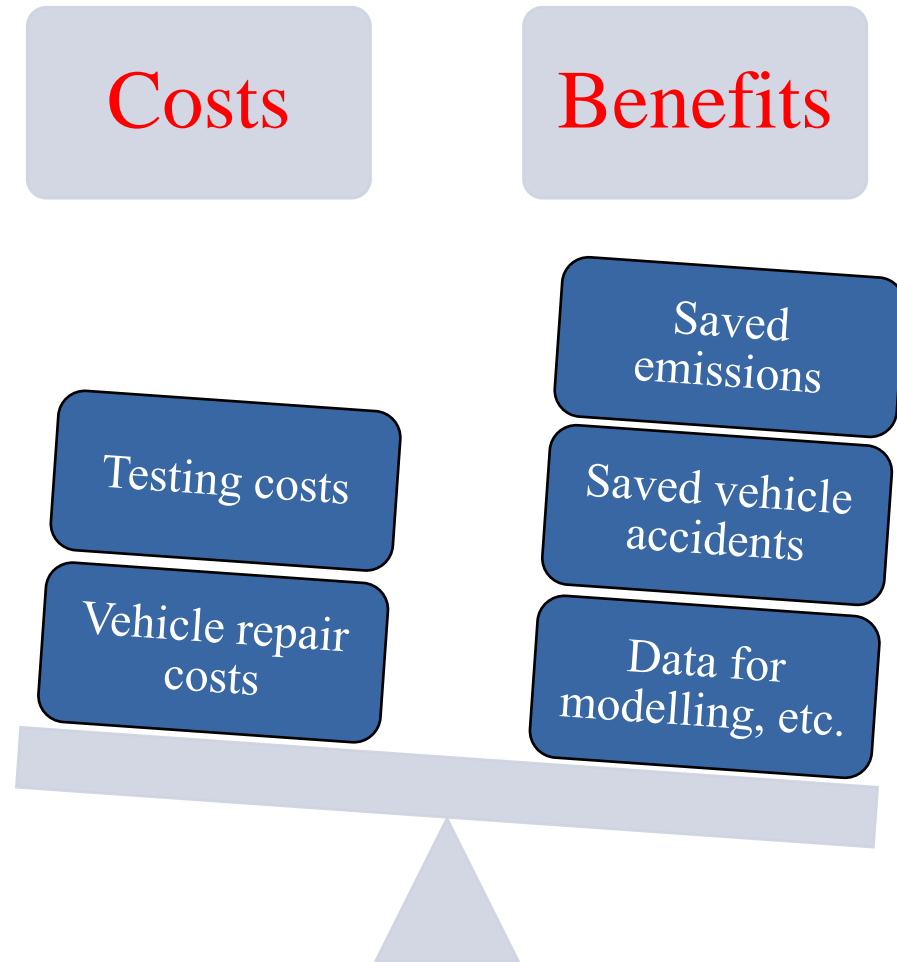 Costs
Benefits
Saved
emissions
Testing costs
Saved vehicle
accidents
Vehicle repair
costs
Data for
modelling, etc.